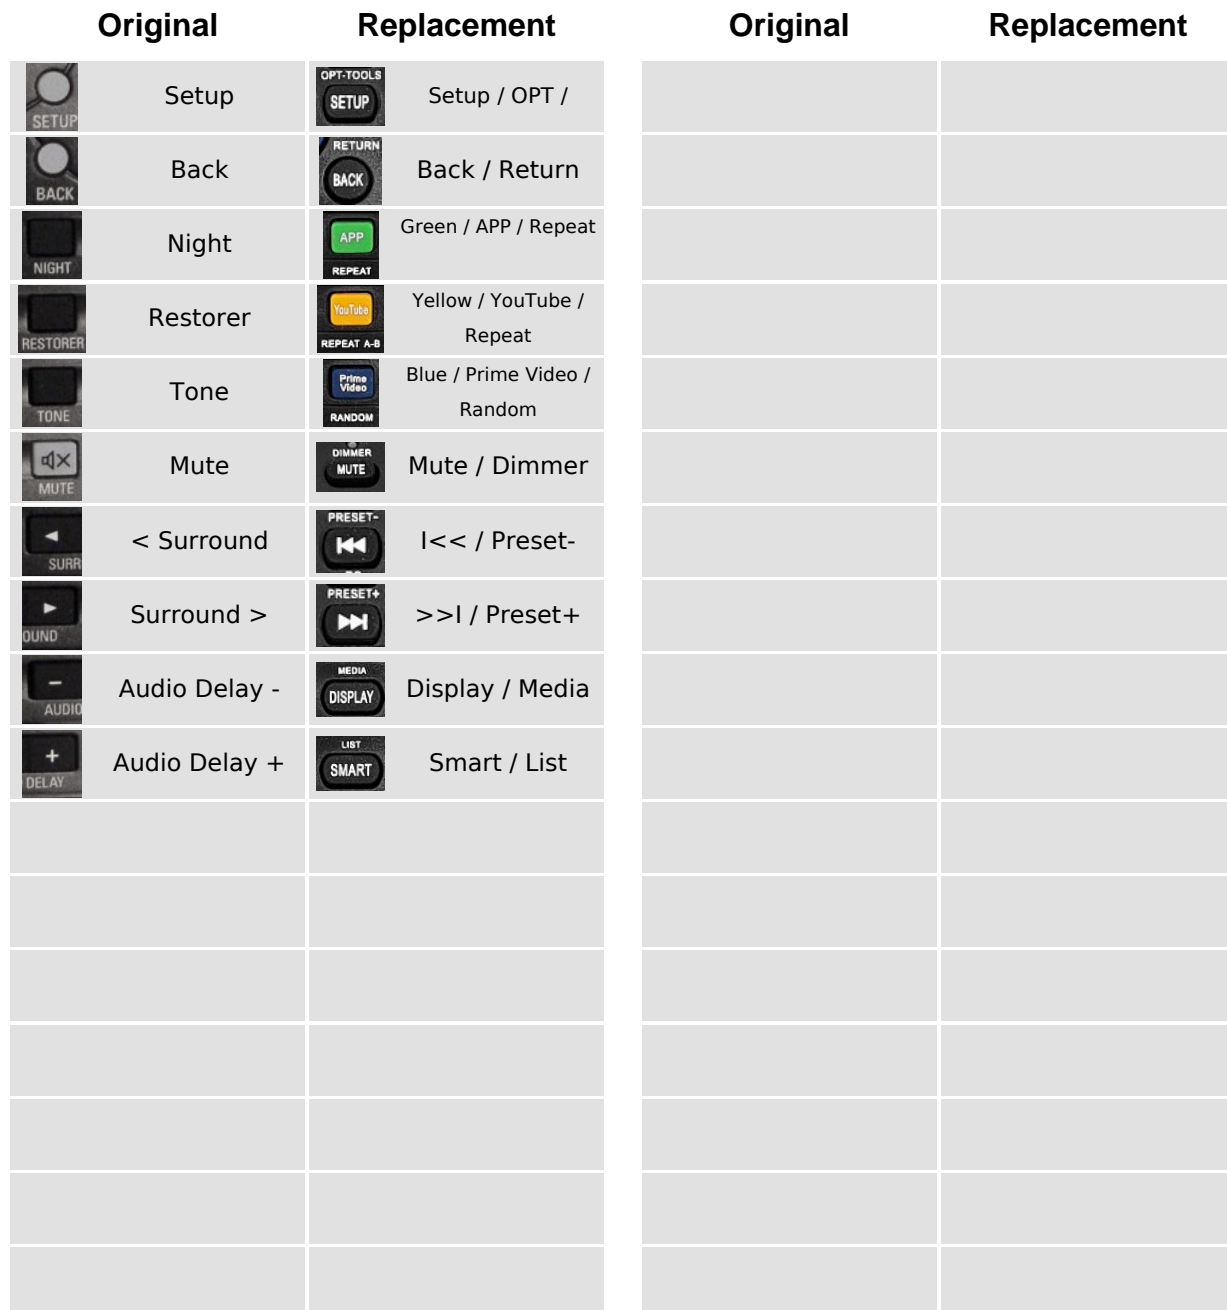 Original Replacement Original Replacement
SETUP Setup OPT-TOOLS SETUP Setup / OPT /
BACK Back RETURN BACK Back / Return
NIGHT Night APP REPEAT Green / APP / Repeat
RESTORER Restorer YouTube REPEAT A-B Yellow / YouTube /
Repeat
TONE Tone Prime Video RANDOM Blue / Prime Video /
Random
MUTE Mute DIMMER MUTE Mute / Dimmer
SURR < Surround PRESET- I<< / Preset-
OUND Surround > PRESET+ >>I / Preset+
- AUDIO Audio Delay - MEDIA DISPLAY Display / Media
+ DELAY Audio Delay + LIST SMART Smart / List